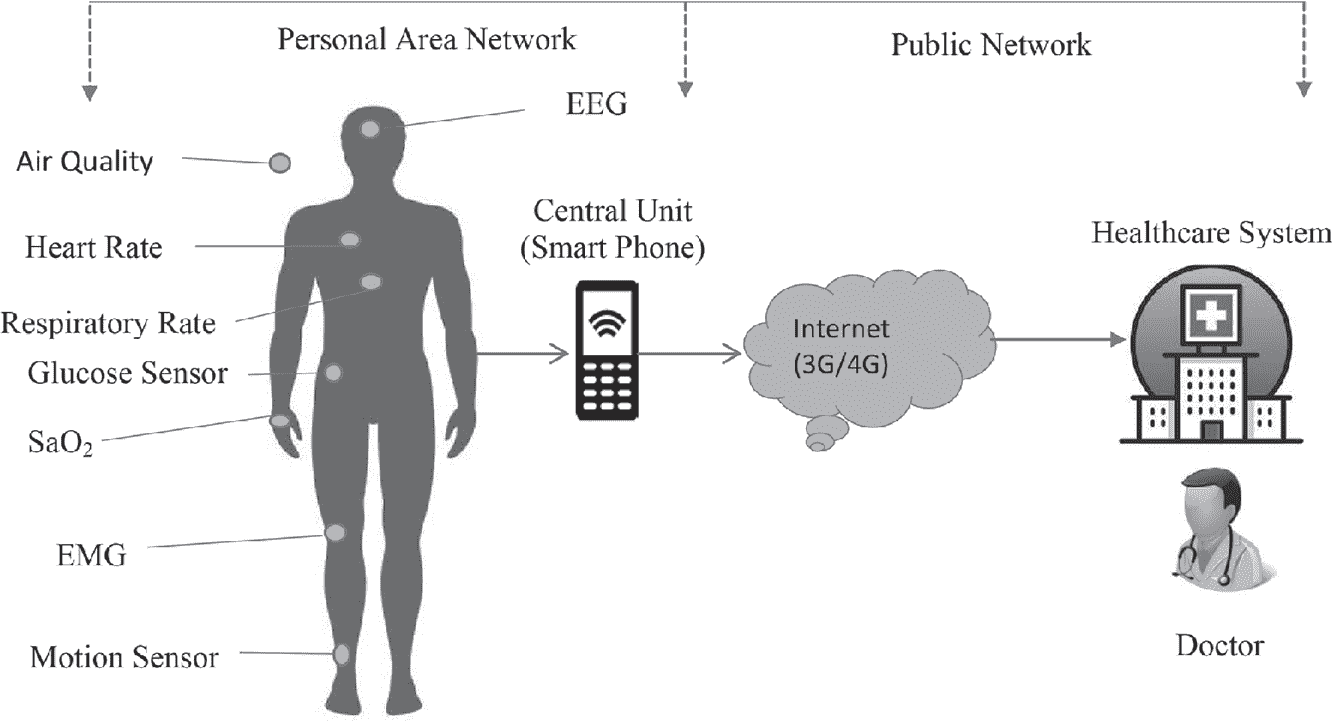 Personal Area Network
Public Network
EEG
Air Quality
Central Unit
(Smart Phone)
Heart Rate
Healthcare System
Respiratory Rate
Internet
(3G/4G)
Glucose Sensor
SaO₂
EMG
Motion Sensor
Doctor